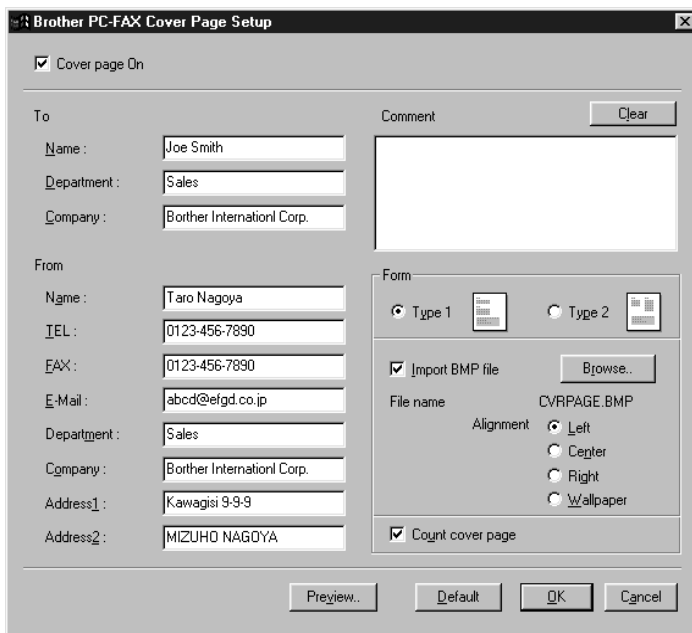 Brother PC-FAX Cover Page Setup
Cover page On
To
Name : Joe Smith
Department : Sales
Company : Borther Internationl Corp.
From
Name : Taro Nagoya
TEL : 0123-456-7890
FAX : 0123-456-7890
E-Mail : abcd@efgd.co.jp
Department : Sales
Company : Borther Internationl Corp.
Address1 : Kawagisi 9-9-9
Address2 : MIZUHO NAGOYA
Comment Clear
Form
Type 1 Type 2
Import BMP file Browse..
File name CVRPAGE.BMP
Alignment Left
Center
Right
Wallpaper
Count cover page
Preview.. Default OK Cancel